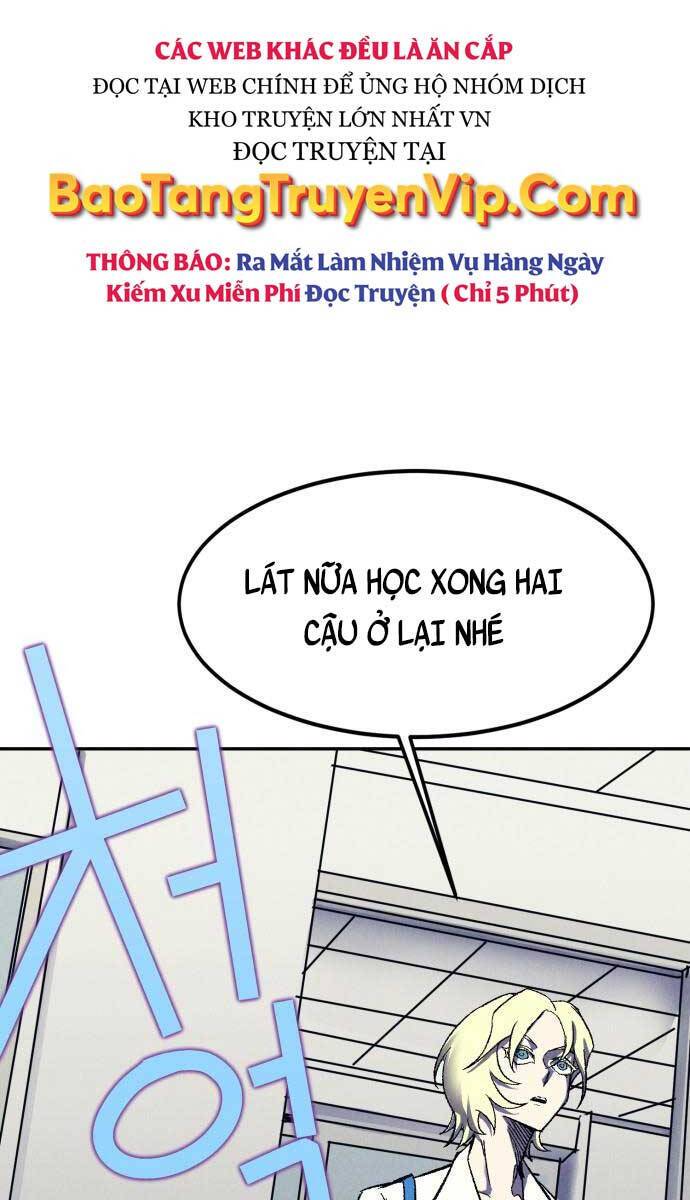 CÁC WEB KHÁC ĐỀU LÀ ĂN CẮP
ĐỌC TẠI WEB CHÍNH ĐỂ ỦNG HỘ NHÓM DỊCH
KHO TRUYỆN LỚN NHẤT VN
ĐỌC TRUYỆN TẠI
BaoTangTruyenVip.Com
THÔNG BÁO: Ra Mắt Làm Nhiệm Vụ Hàng Ngày
Kiếm Xu Miễn Phí Đọc Truyện ( Chỉ 5 Phút)
LÁT NỮA HỌC XONG HAI
CẬU Ở LẠI NHÉ
처억